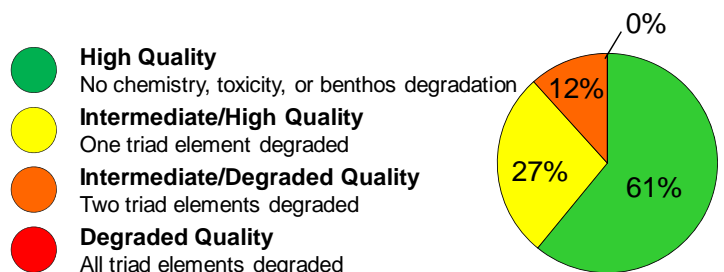 High Quality
No chemistry, toxicity, or benthos degradation
Intermediate/High Quality
One triad element degraded
Intermediate/Degraded Quality
Two triad elements degraded
Degraded Quality
All triad elements degraded
0%
12%
27%
61%